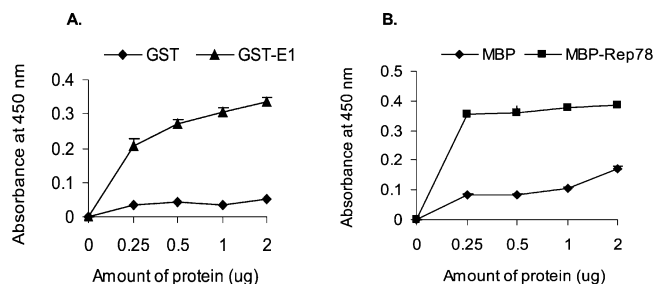 A.
GST GST-E1
Absorbance at 450 nm
0.4
0.3
0.2
0.1
0
0 0.25 0.5 1 2
Amount of protein (ug)
B.
MBP MBP-Rep78
Absorbance at 450 nm
0.5
0.4
0.3
0.2
0.1
0
0 0.25 0.5 1 2
Amount of protein (ug)